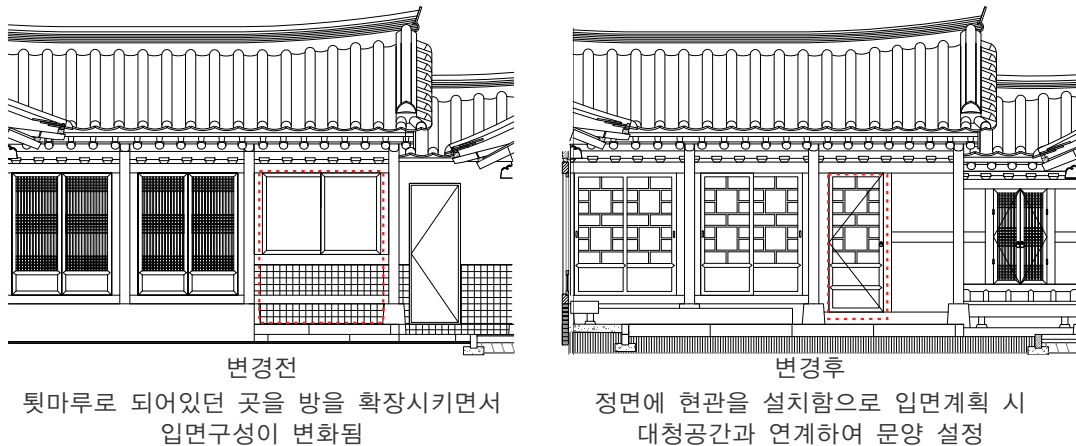 변경전
툇마루로 되어있던 곳을 방을 확장시키면서
입면구성이 변화됨
변경후
정면에 현관을 설치함으로 입면계획 시
대청공간과 연계하여 문양 설정